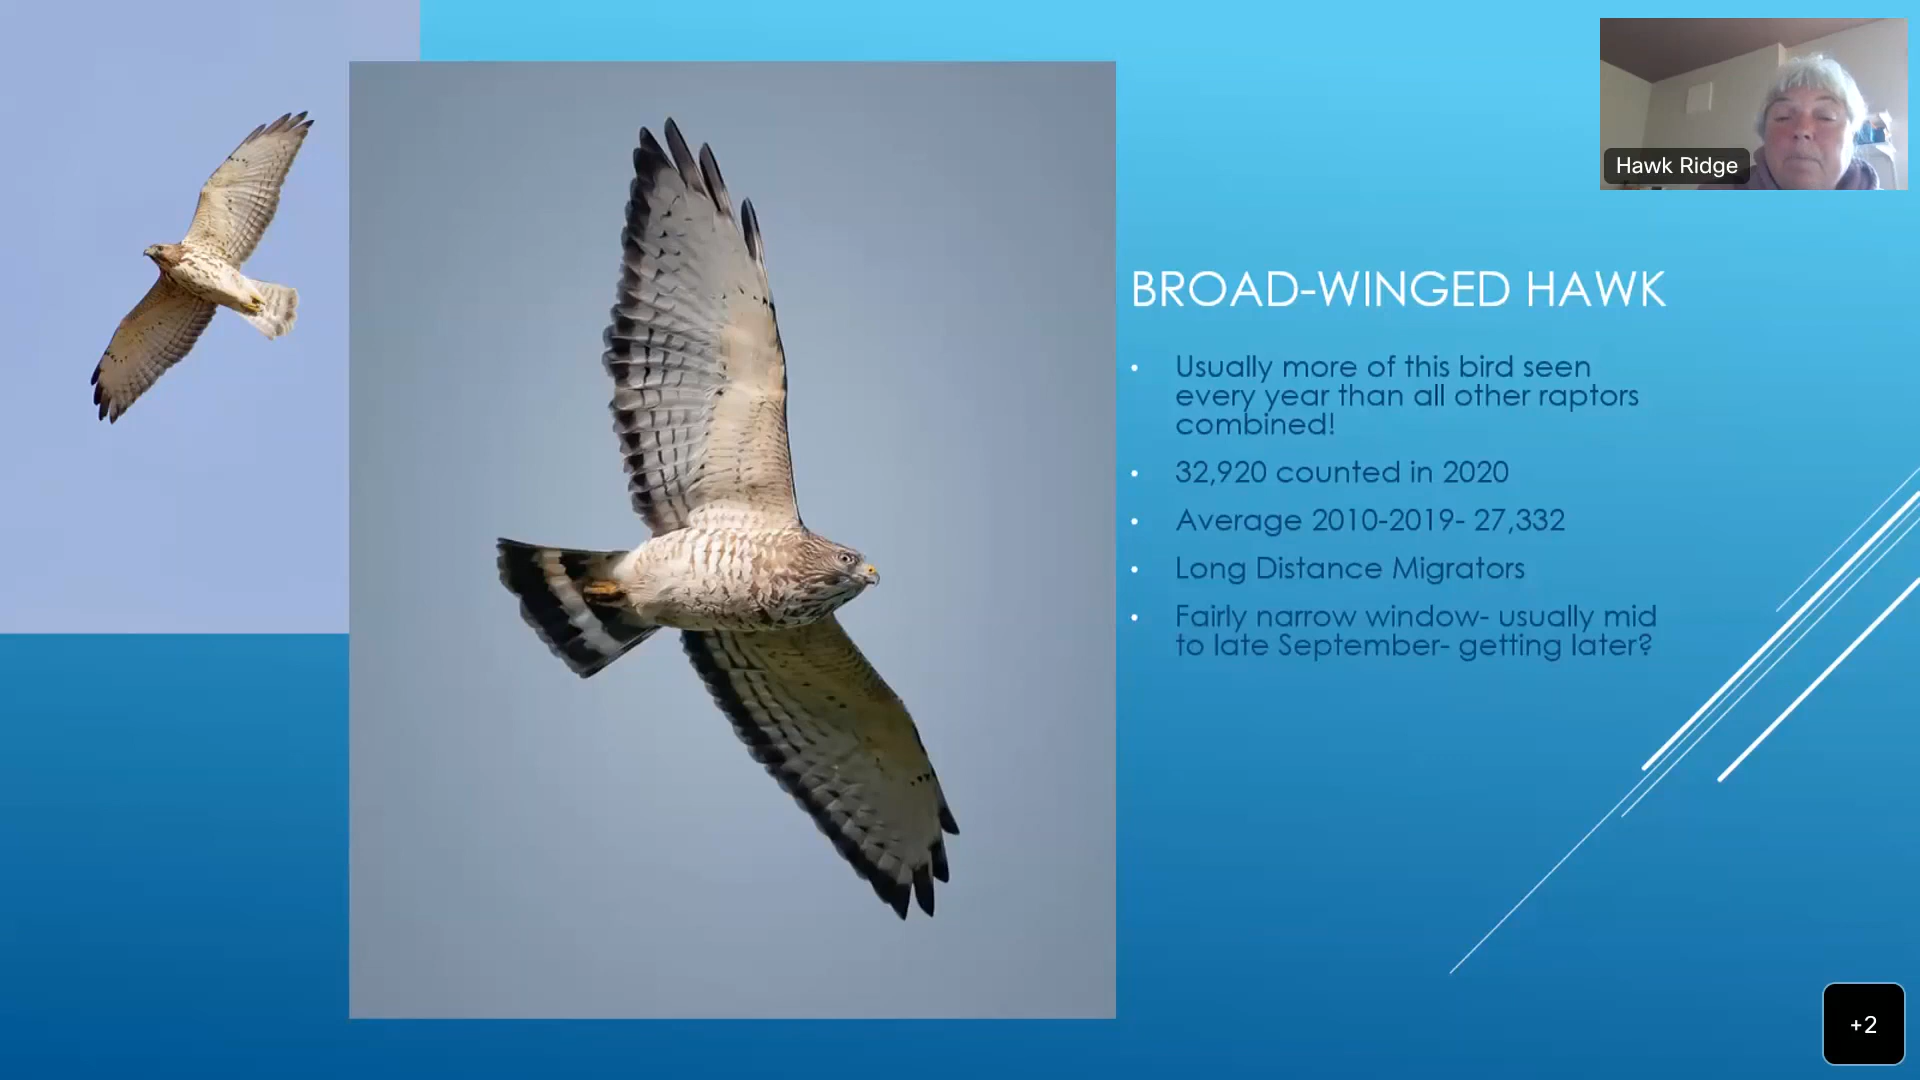 Hawk Ridge
BROAD-WINGED HAWK
• Usually more of this bird seen
every year than all other raptors
combined!
• 32,920 counted in 2020
• Average 2010-2019- 27,332
• Long Distance Migrators
• Fairly narrow window- usually mid
to late September- getting later?
+2